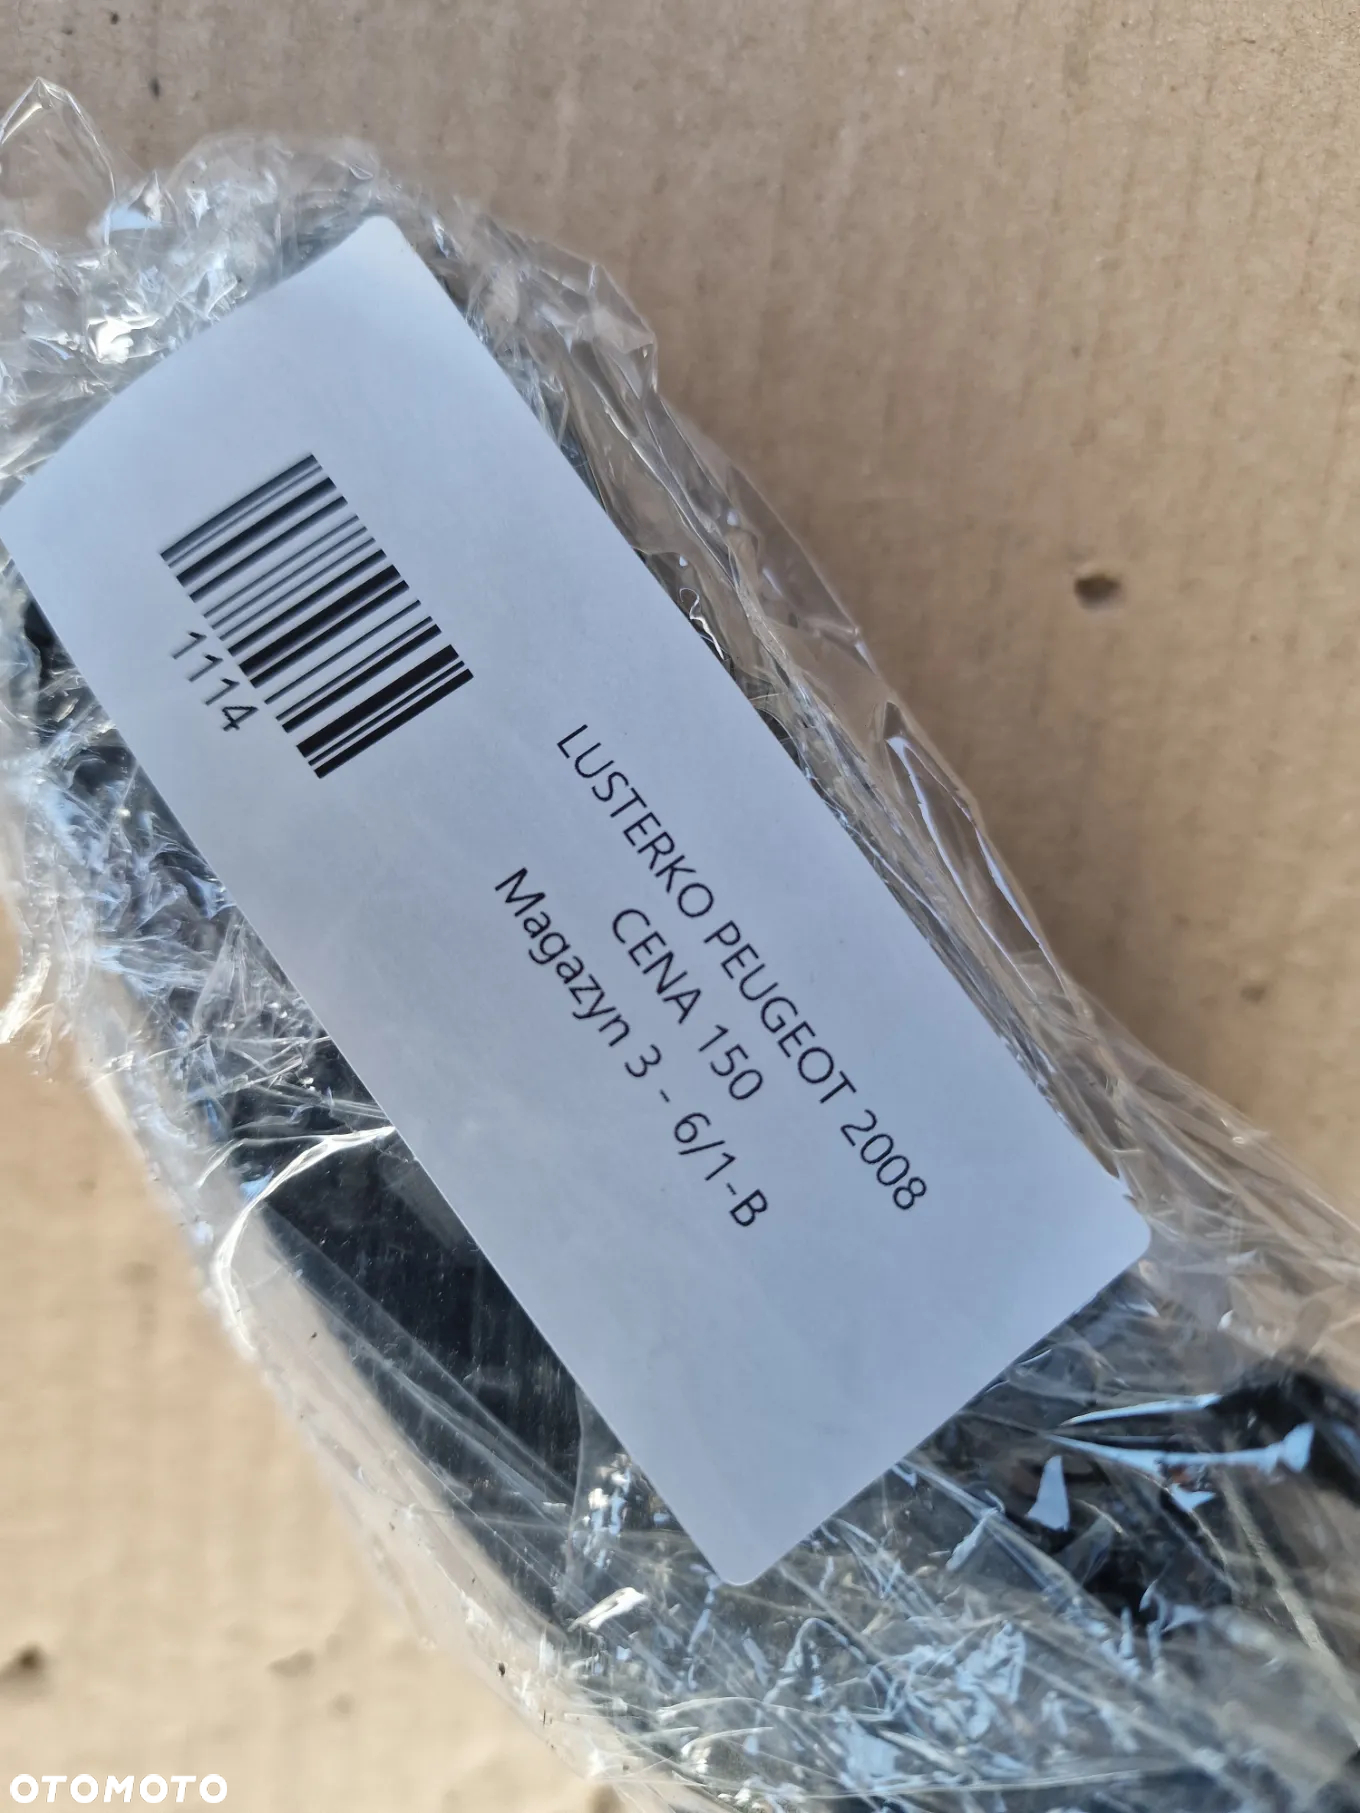 1114
LUSTERKO PEUGEOT 2008
CENA 150
Magazyn 3 - 6/1-B
OTOMOTO